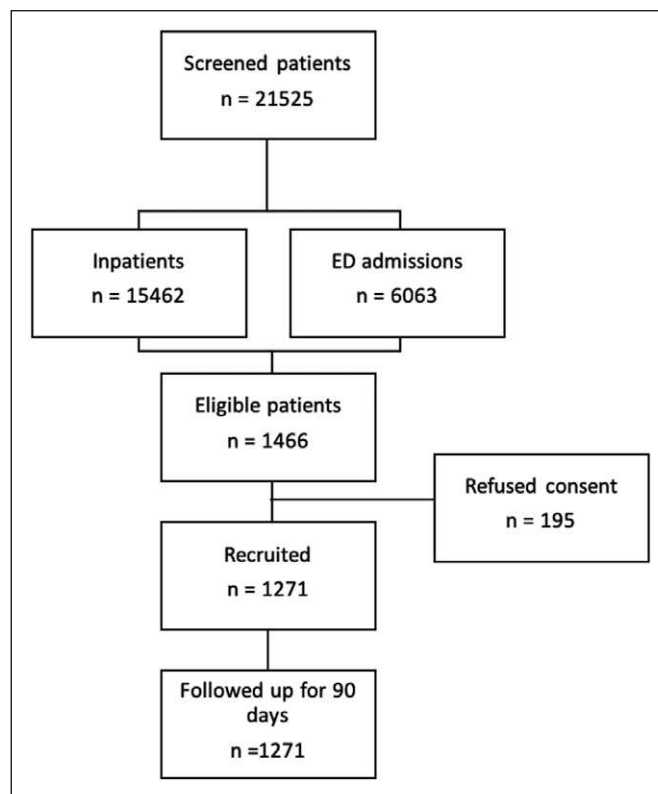 Screened patients
n = 21525
Inpatients
n = 15462
ED admissions
n = 6063
Eligible patients
n = 1466
Refused consent
n = 195
Recruited
n = 1271
Followed up for 90
days
n =1271